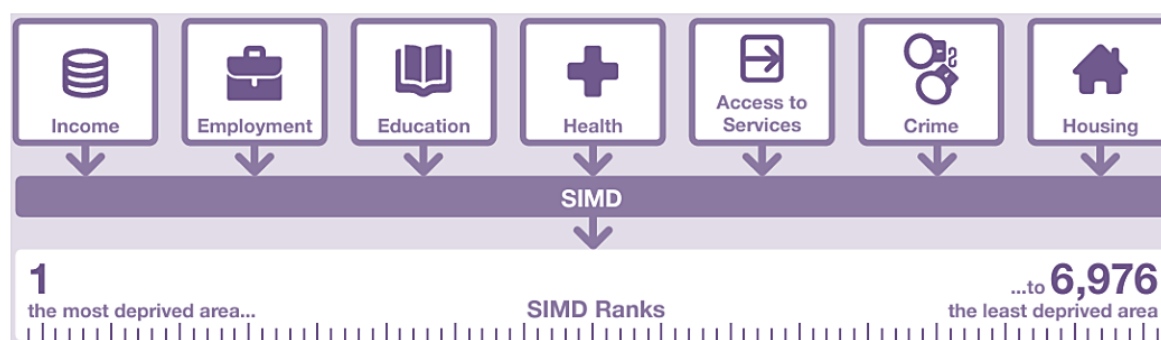 Income
Employment
Education
Health
Access to
Services
Crime
Housing
SIMD
1
the most deprived area...
SIMD Ranks
...to 6,976
the least deprived area